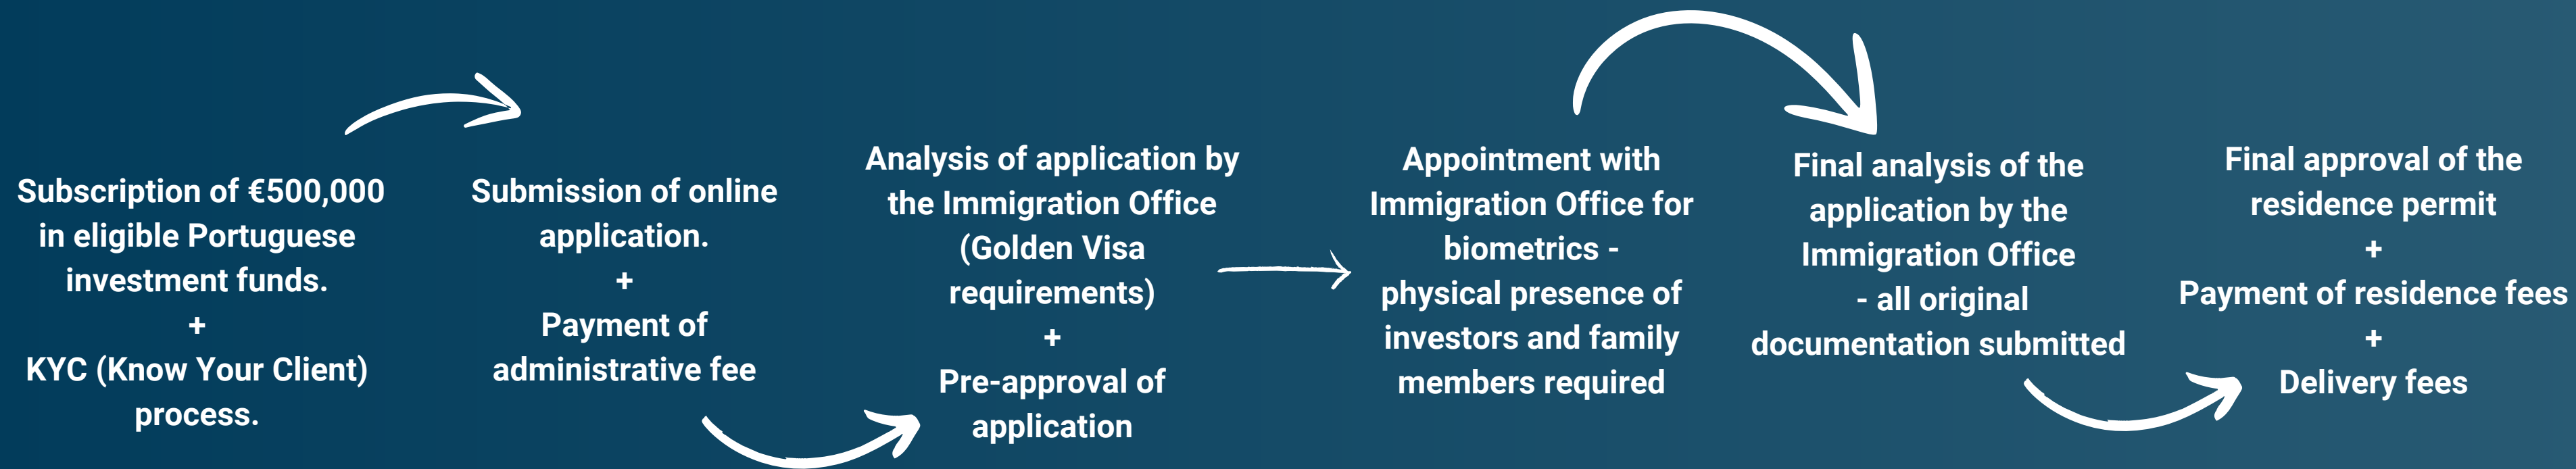 Subscription of €500,000
in eligible Portuguese
investment funds.
+
KYC (Know Your Client)
process.
Submission of online
application.
+
Payment of
administrative fee
Analysis of application by
the Immigration Office
(Golden Visa
requirements)
+
Pre-approval of
application
Appointment with
Immigration Office for
biometrics -
physical presence of
investors and family
members required
Final analysis of the
application by the
Immigration Office
- all original
documentation submitted
Final approval of the
residence permit
+
Payment of residence fees
+
Delivery fees